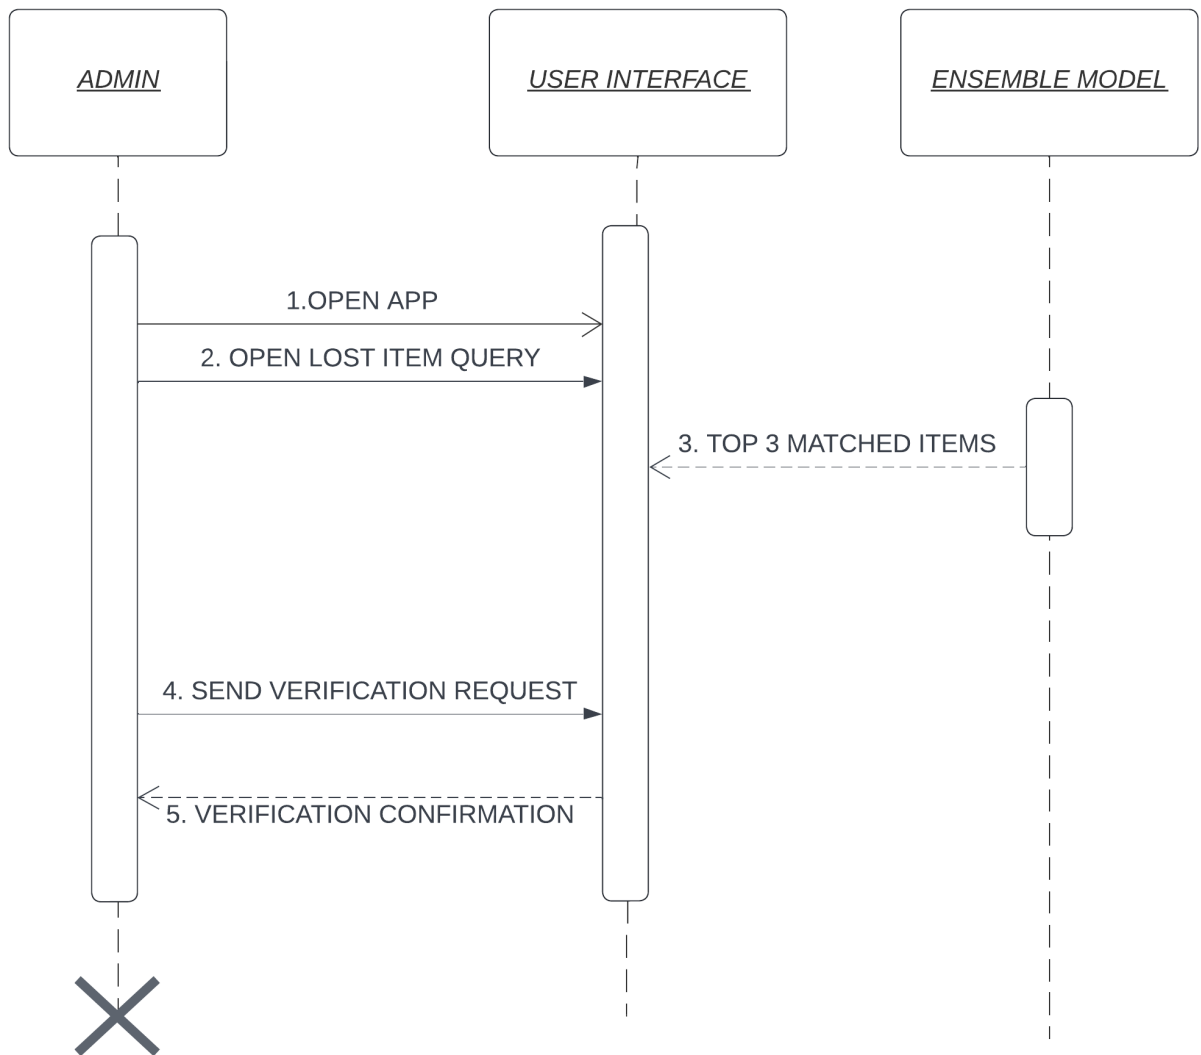 ADMIN
USER INTERFACE
ENSEMBLE MODEL
1.OPEN APP
2. OPEN LOST ITEM QUERY
3. TOP 3 MATCHED ITEMS
4. SEND VERIFICATION REQUEST
5. VERIFICATION CONFIRMATION